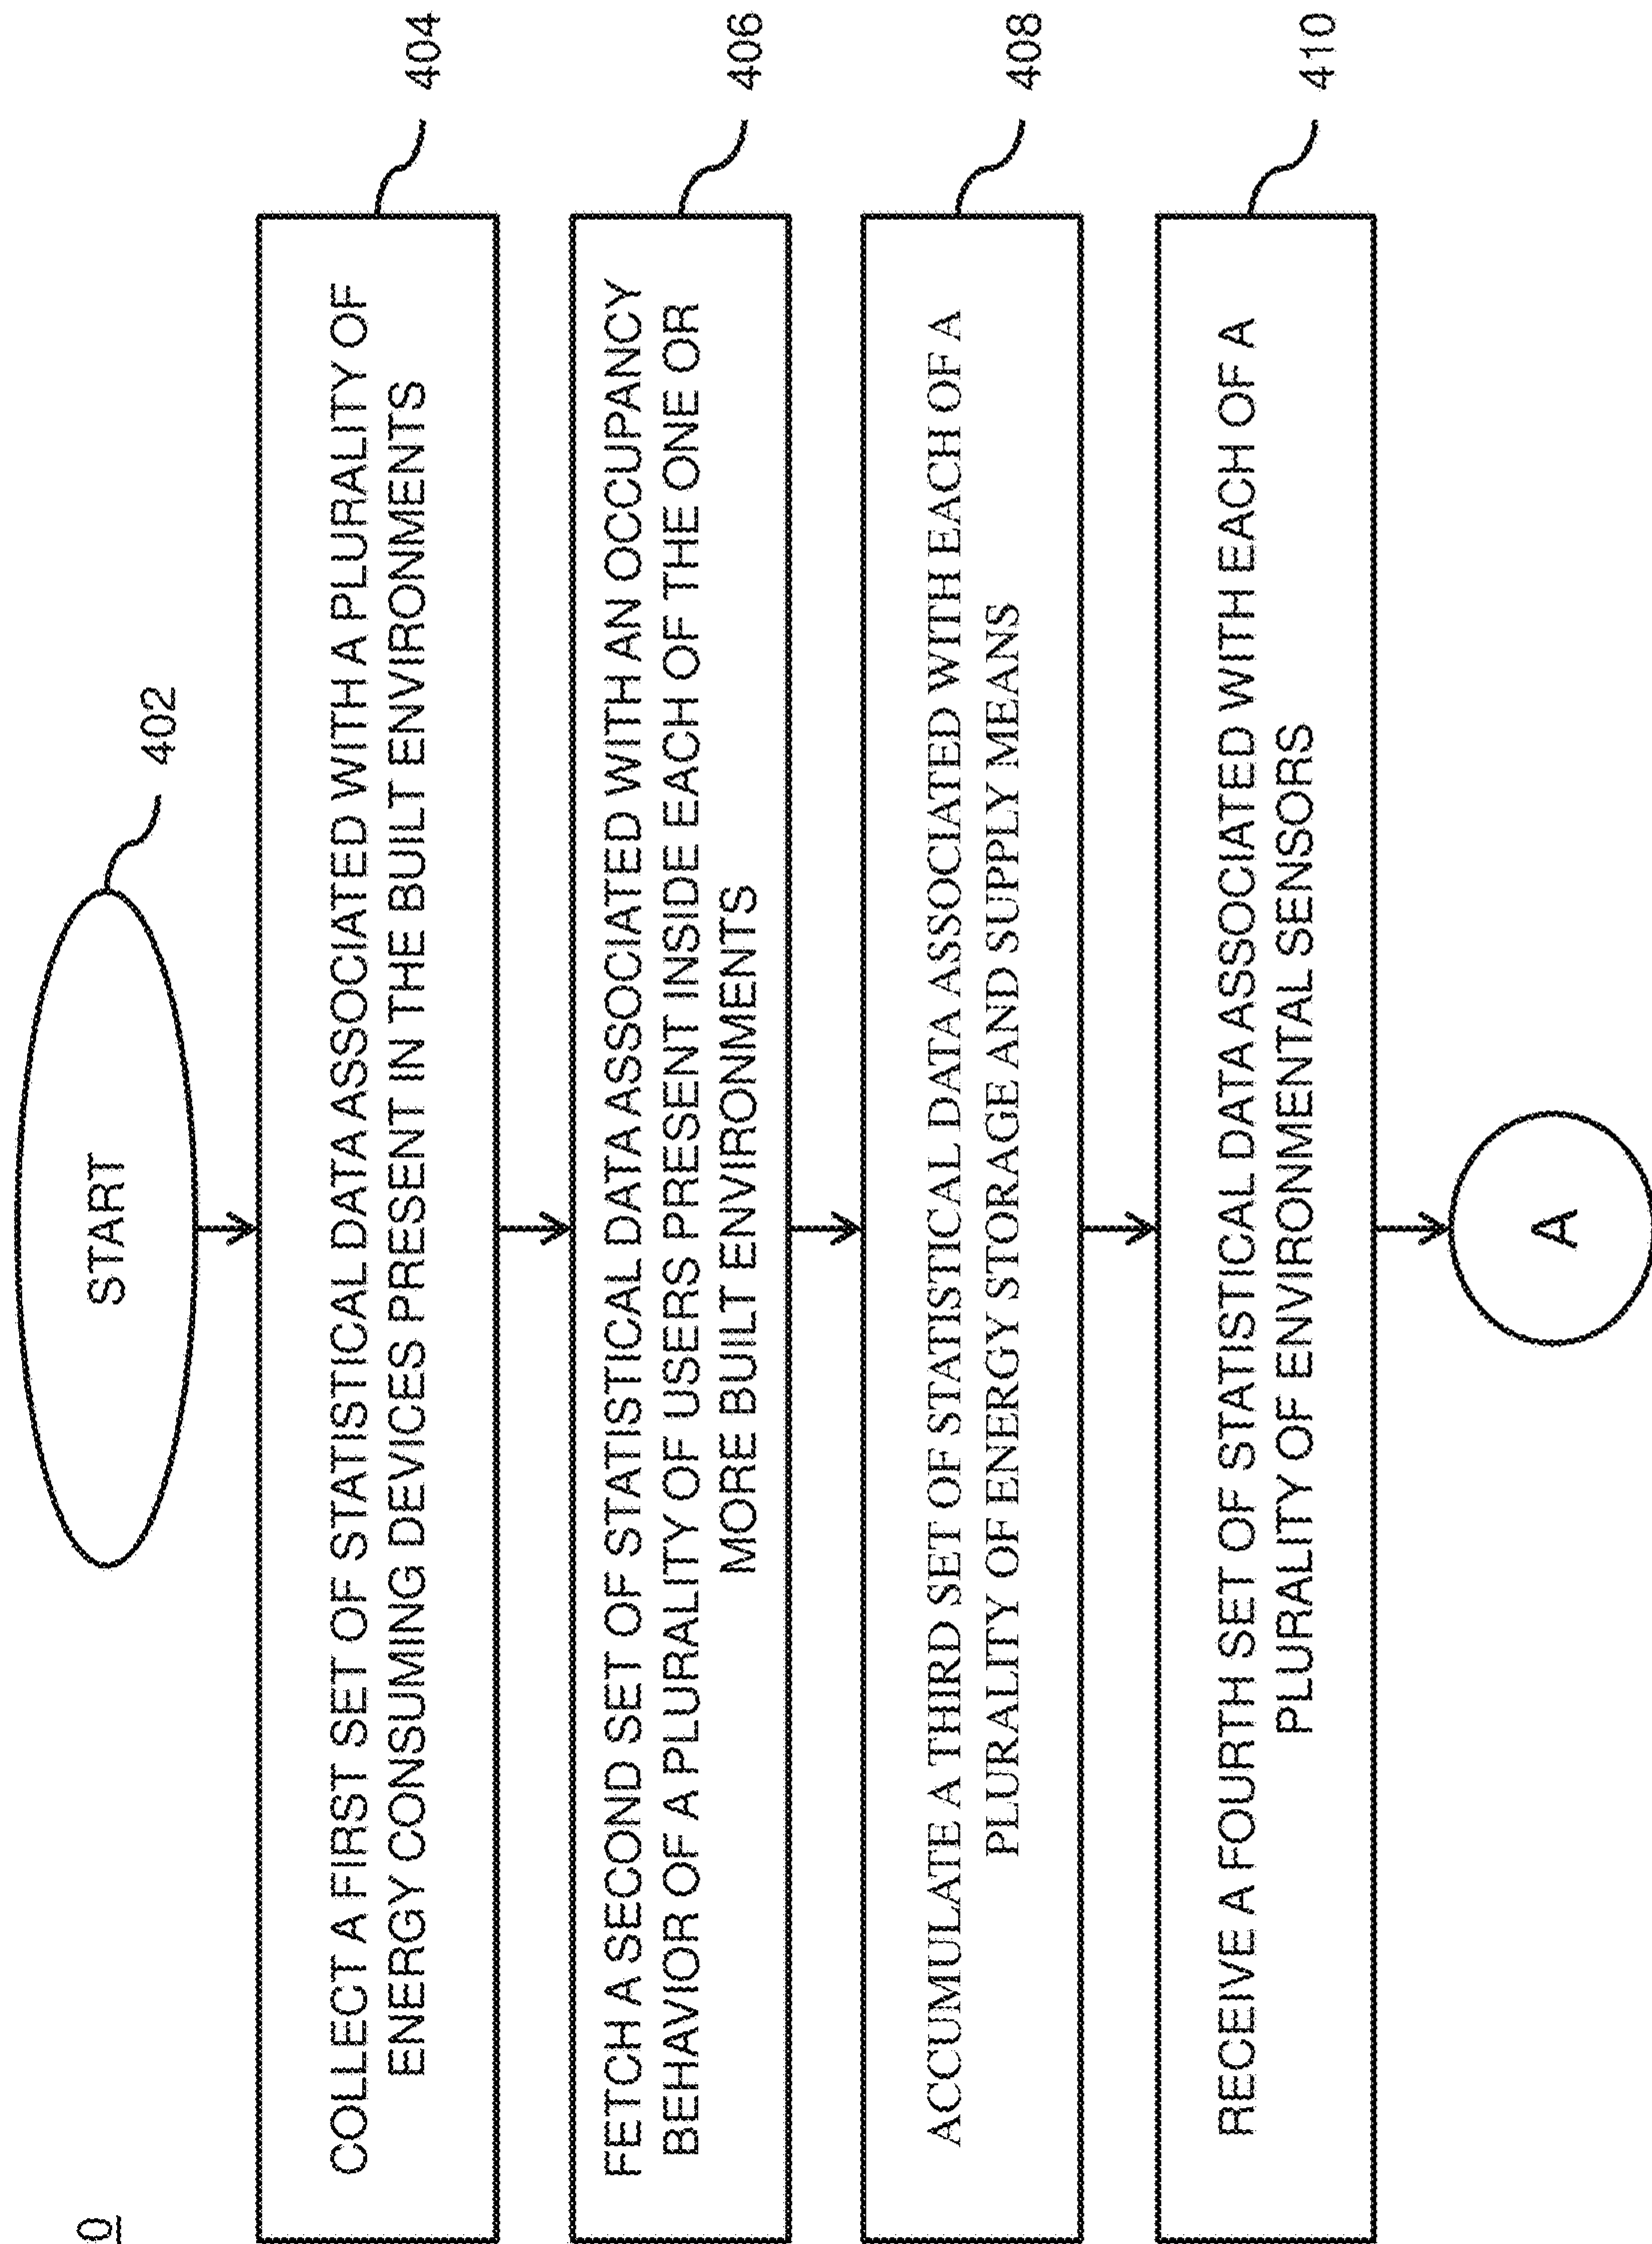 0
START
402
COLLECT A FIRST SET OF STATISTICAL DATA ASSOCIATED WITH A PLURALITY OF
ENERGY CONSUMING DEVICES PRESENT IN THE BUILT ENVIRONMENTS
404
FETCH A SECOND SET OF STATISTICAL DATA ASSOCIATED WITH AN OCCUPANCY
BEHAVIOR OF A PLURALITY OF USERS PRESENT INSIDE EACH OF THE ONE OR
MORE BUILT ENVIRONMENTS
406
ACCUMULATE A THIRD SET OF STATISTICAL DATA ASSOCIATED WITH EACH OF A
PLURALITY OF ENERGY STORAGE AND SUPPLY MEANS
408
RECEIVE A FOURTH SET OF STATISTICAL DATA ASSOCIATED WITH EACH OF A
PLURALITY OF ENVIRONMENTAL SENSORS
410
A